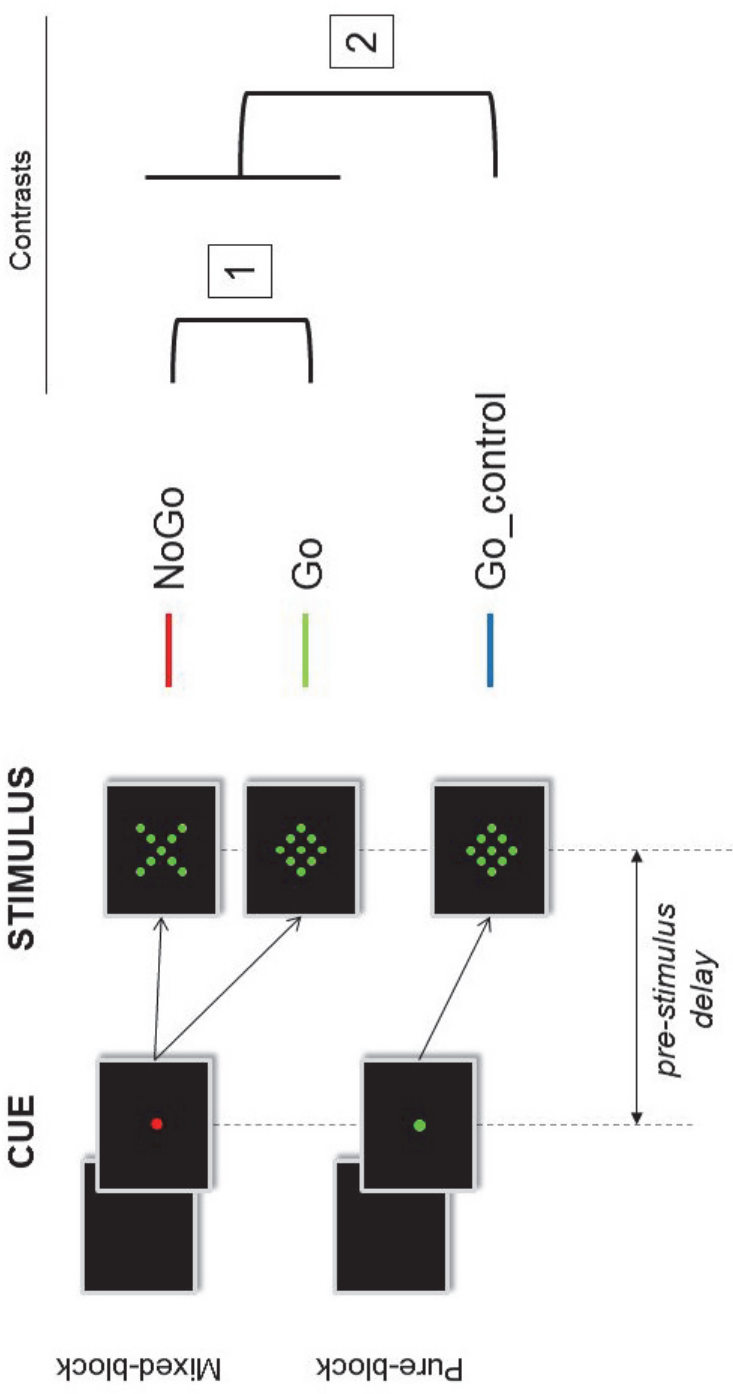 CUE
STIMULUS
Contrasts
Mixed-block
NoGo
1
Go
2
Pure-block
Go_control
pre-stimulus
delay